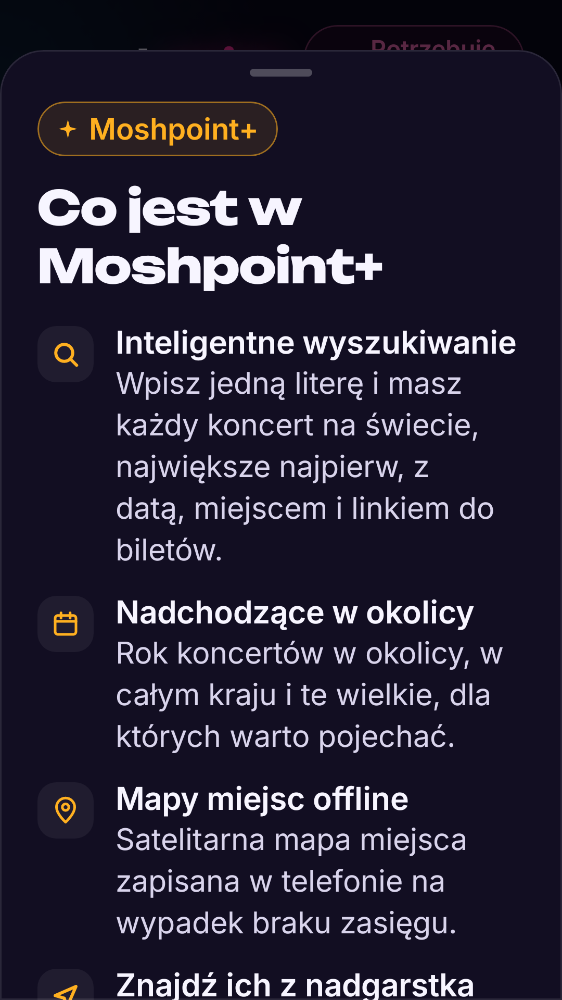 Potrzebuję
Moshpoint+
Co jest w
Moshpoint+
Inteligentne wyszukiwanie
Wpisz jedną literę i masz
każdy koncert na świecie,
największe najpierw, z
datą, miejscem i linkiem do
biletów.
Nadchodzące w okolicy
Rok koncertów w okolicy, w
całym kraju i te wielkie, dla
których warto pojechać.
Mapy miejsc offline
Satelitarna mapa miejsca
zapisana w telefonie na
wypadek braku zasięgu.
Znajdź ich z nadgarstka